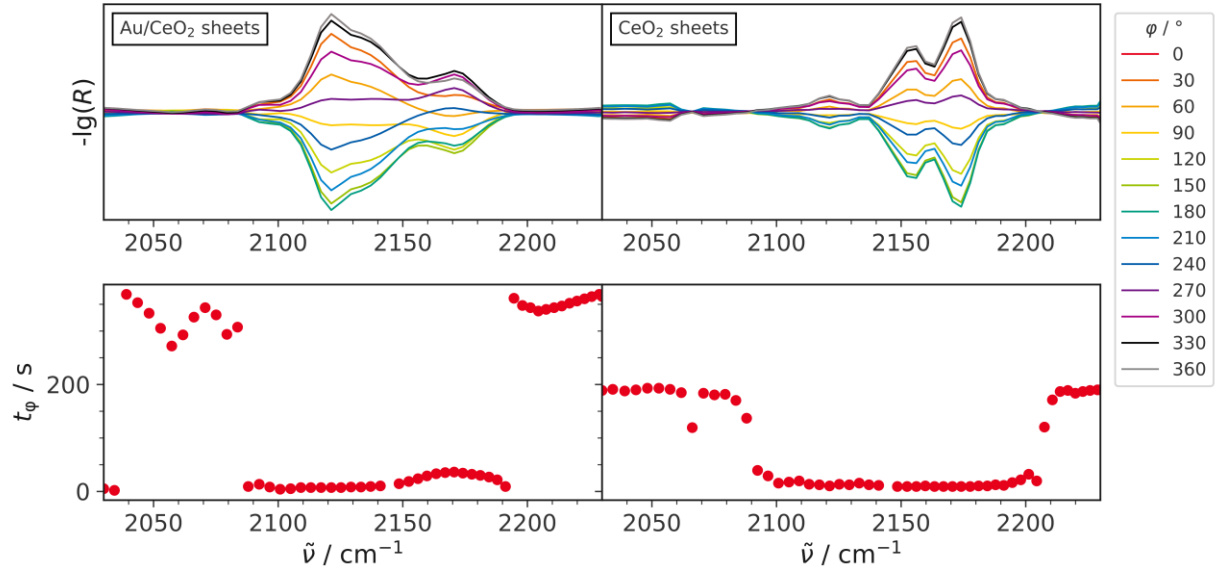 Au/CeO₂ sheets
CeO₂ sheets
-lg(R)
2050 2100 2150 2200
2050 2100 2150 2200
φ / °
0
30
60
90
120
150
180
210
240
270
300
330
360
tφ / s
200
0
ν̃ / cm⁻¹
2050 2100 2150 2200
ν̃ / cm⁻¹
2050 2100 2150 2200